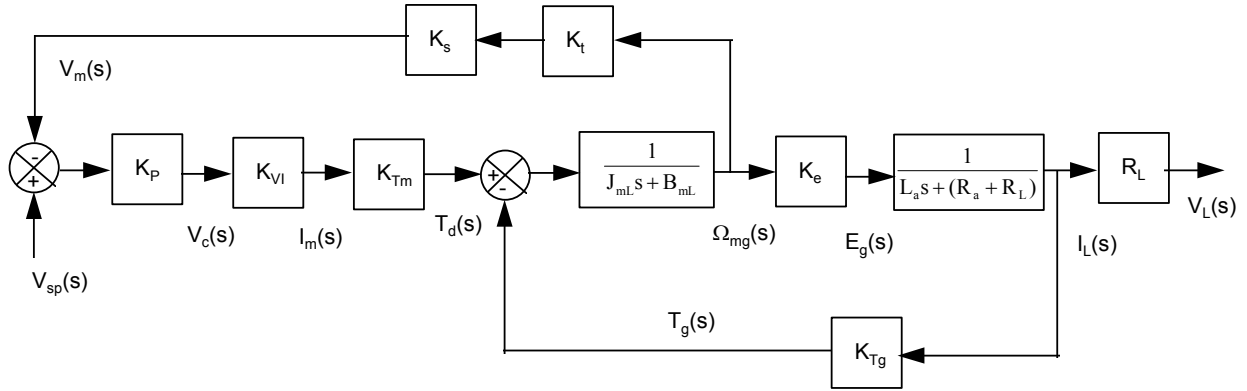 K_s
K_t
V_m(s)
-
+
K_P
K_VI
K_Tm
+
-
1
J_mL s + B_mL
K_e
1
L_a s + (R_a + R_L)
R_L
V_c(s)
I_m(s)
T_d(s)
Ω_mg(s)
E_g(s)
I_L(s)
V_L(s)
V_sp(s)
T_g(s)
K_Tg